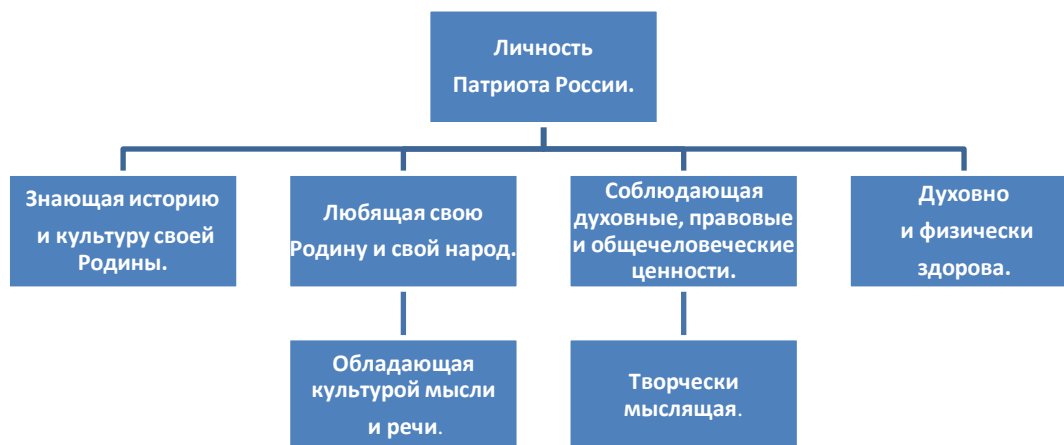 Личность
Патриота России.
Знающая историю
и культуру своей
Родины.
Любящая свою
Родину и свой народ.
Соблюдающая
духовные, правовые
и общечеловеческие
ценности.
Духовно
и физически
здорова.
Обладающая
культурой мысли
и речи.
Творчески
мыслящая.